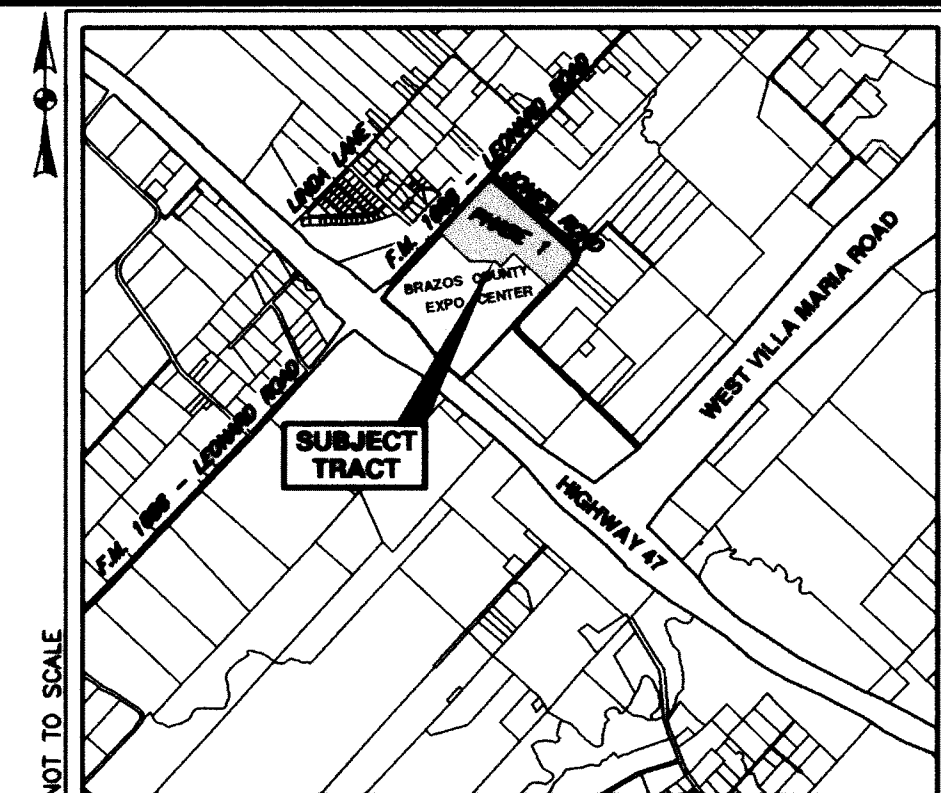 LINDA LANE
F.M. 1688 - LEONARD ROAD
JONES ROAD
PHASE 1
BRAZOS COUNTY
EXPO CENTER
WEST VILLA MARIA ROAD
SUBJECT
TRACT
F.M. 1688 - LEONARD ROAD
HIGHWAY 47
NOT TO SCALE